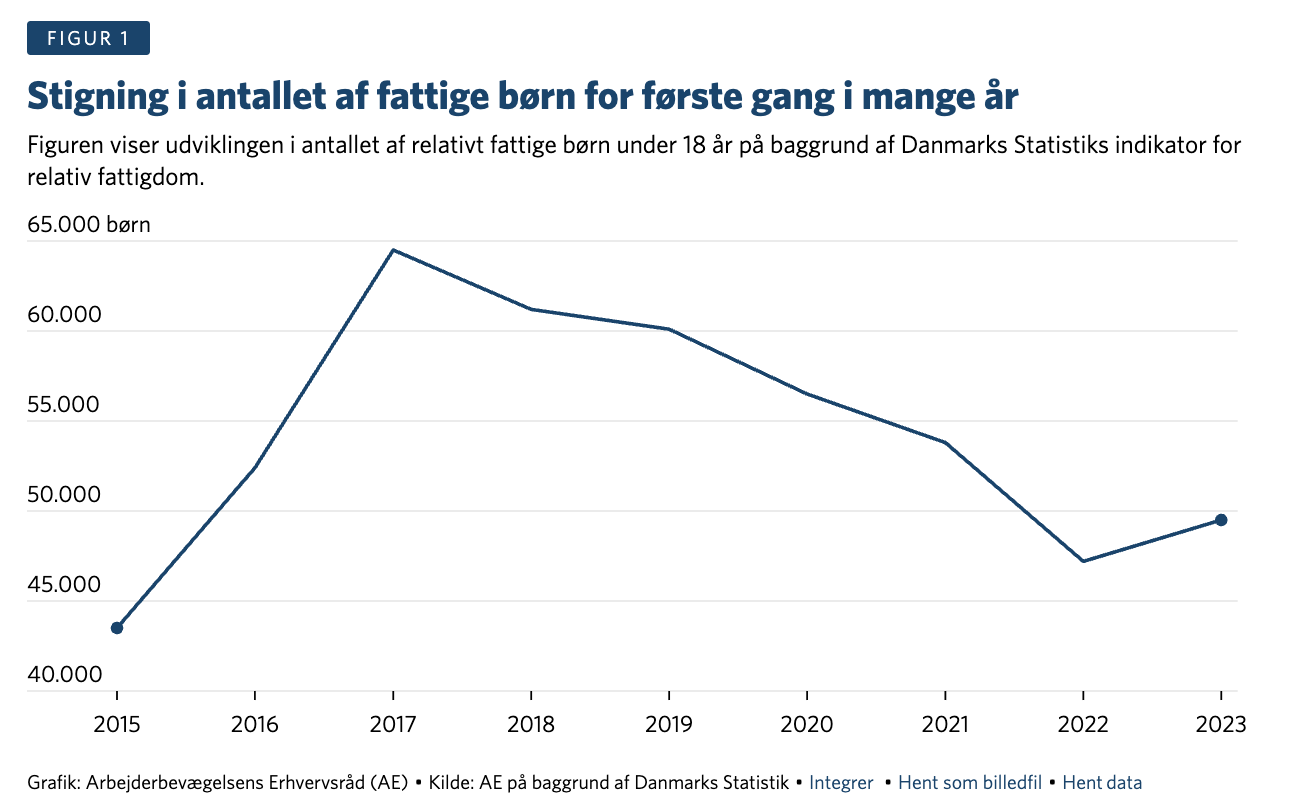 FIGUR 1
Stigning i antallet af fattige børn for første gang i mange år
Figuren viser udviklingen i antallet af relativt fattige børn under 18 år på baggrund af Danmarks Statistiks indikator for
relativ fattigdom.
65.000 børn
60.000
55.000
50.000
45.000
40.000
2015 2016 2017 2018 2019 2020 2021 2022 2023
Grafik: Arbejderbevægelsens Erhvervsråd (AE) • Kilde: AE på baggrund af Danmarks Statistik • Integrer • Hent som billedfil • Hent data